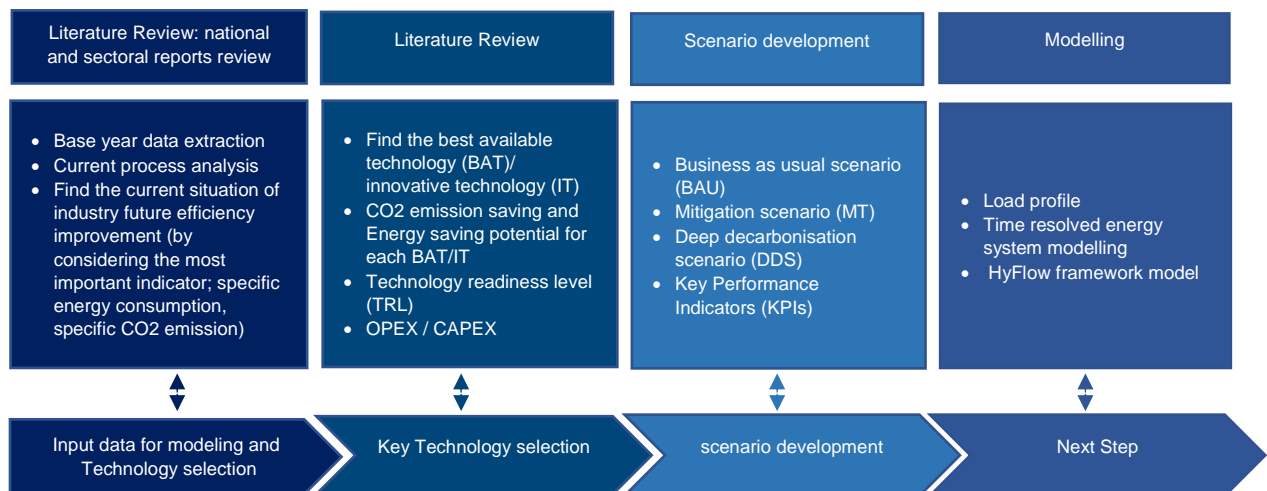 Literature Review: national
and sectoral reports review
Literature Review
Scenario development
Modelling
• Base year data extraction
• Current process analysis
• Find the current situation of
industry future efficiency
improvement (by
considering the most
important indicator; specific
energy consumption,
specific CO2 emission)
• Find the best available
technology (BAT)/
innovative technology (IT)
• CO2 emission saving and
Energy saving potential for
each BAT/IT
• Technology readiness level
(TRL)
• OPEX / CAPEX
• Business as usual scenario
(BAU)
• Mitigation scenario (MT)
• Deep decarbonisation
scenario (DDS)
• Key Performance
Indicators (KPIs)
• Load profile
• Time resolved energy
system modelling
• HyFlow framework model
Input data for modeling and
Technology selection
Key Technology selection
scenario development
Next Step